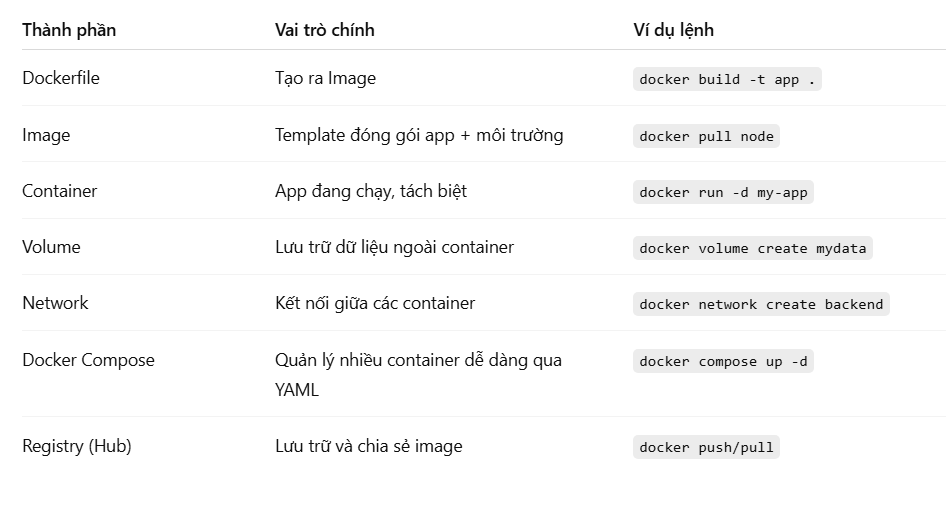 Thành phần Vai trò chính Ví dụ lệnh
Dockerfile Tạo ra Image docker build -t app .
Image Template đóng gói app + môi trường docker pull node
Container App đang chạy, tách biệt docker run -d my-app
Volume Lưu trữ dữ liệu ngoài container docker volume create mydata
Network Kết nối giữa các container docker network create backend
Docker Compose Quản lý nhiều container dễ dàng qua docker compose up -d
YAML
Registry (Hub) Lưu trữ và chia sẻ image docker push/pull